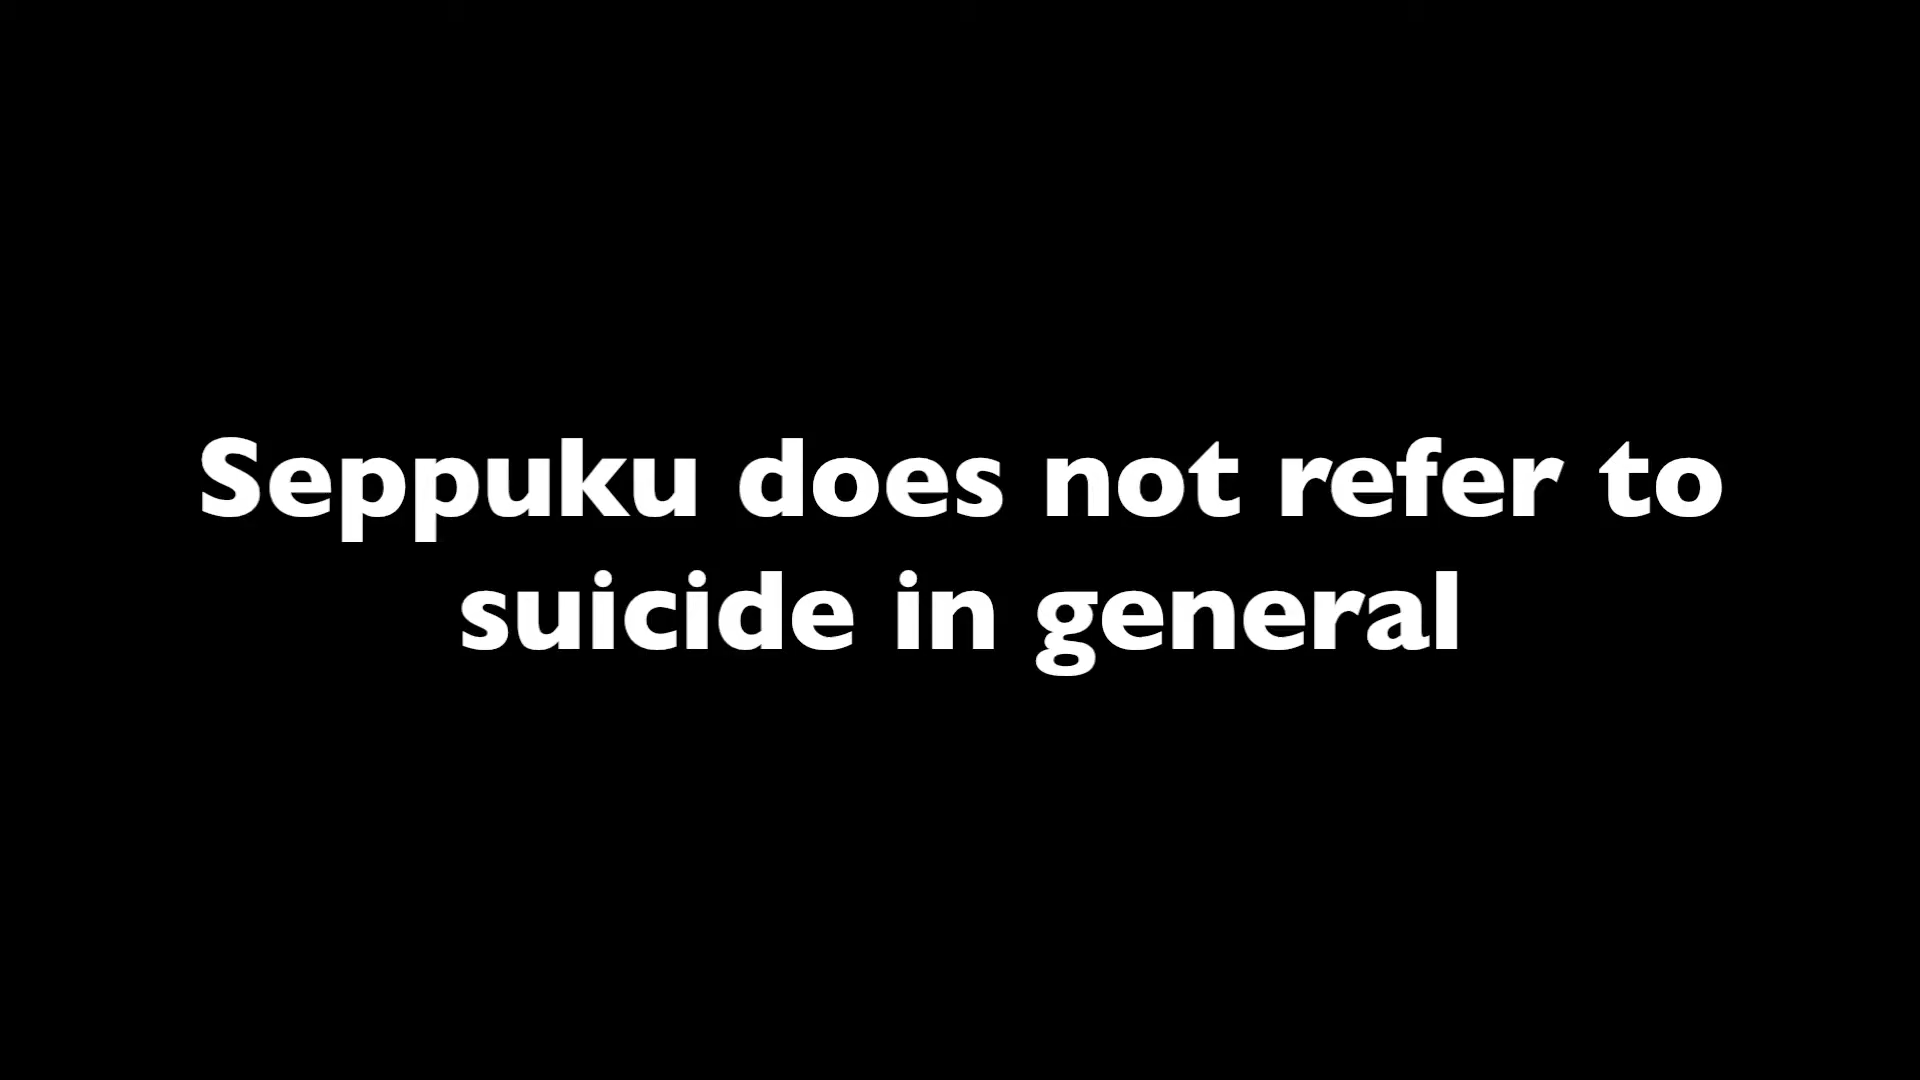 Seppuku does not refer to
suicide in general